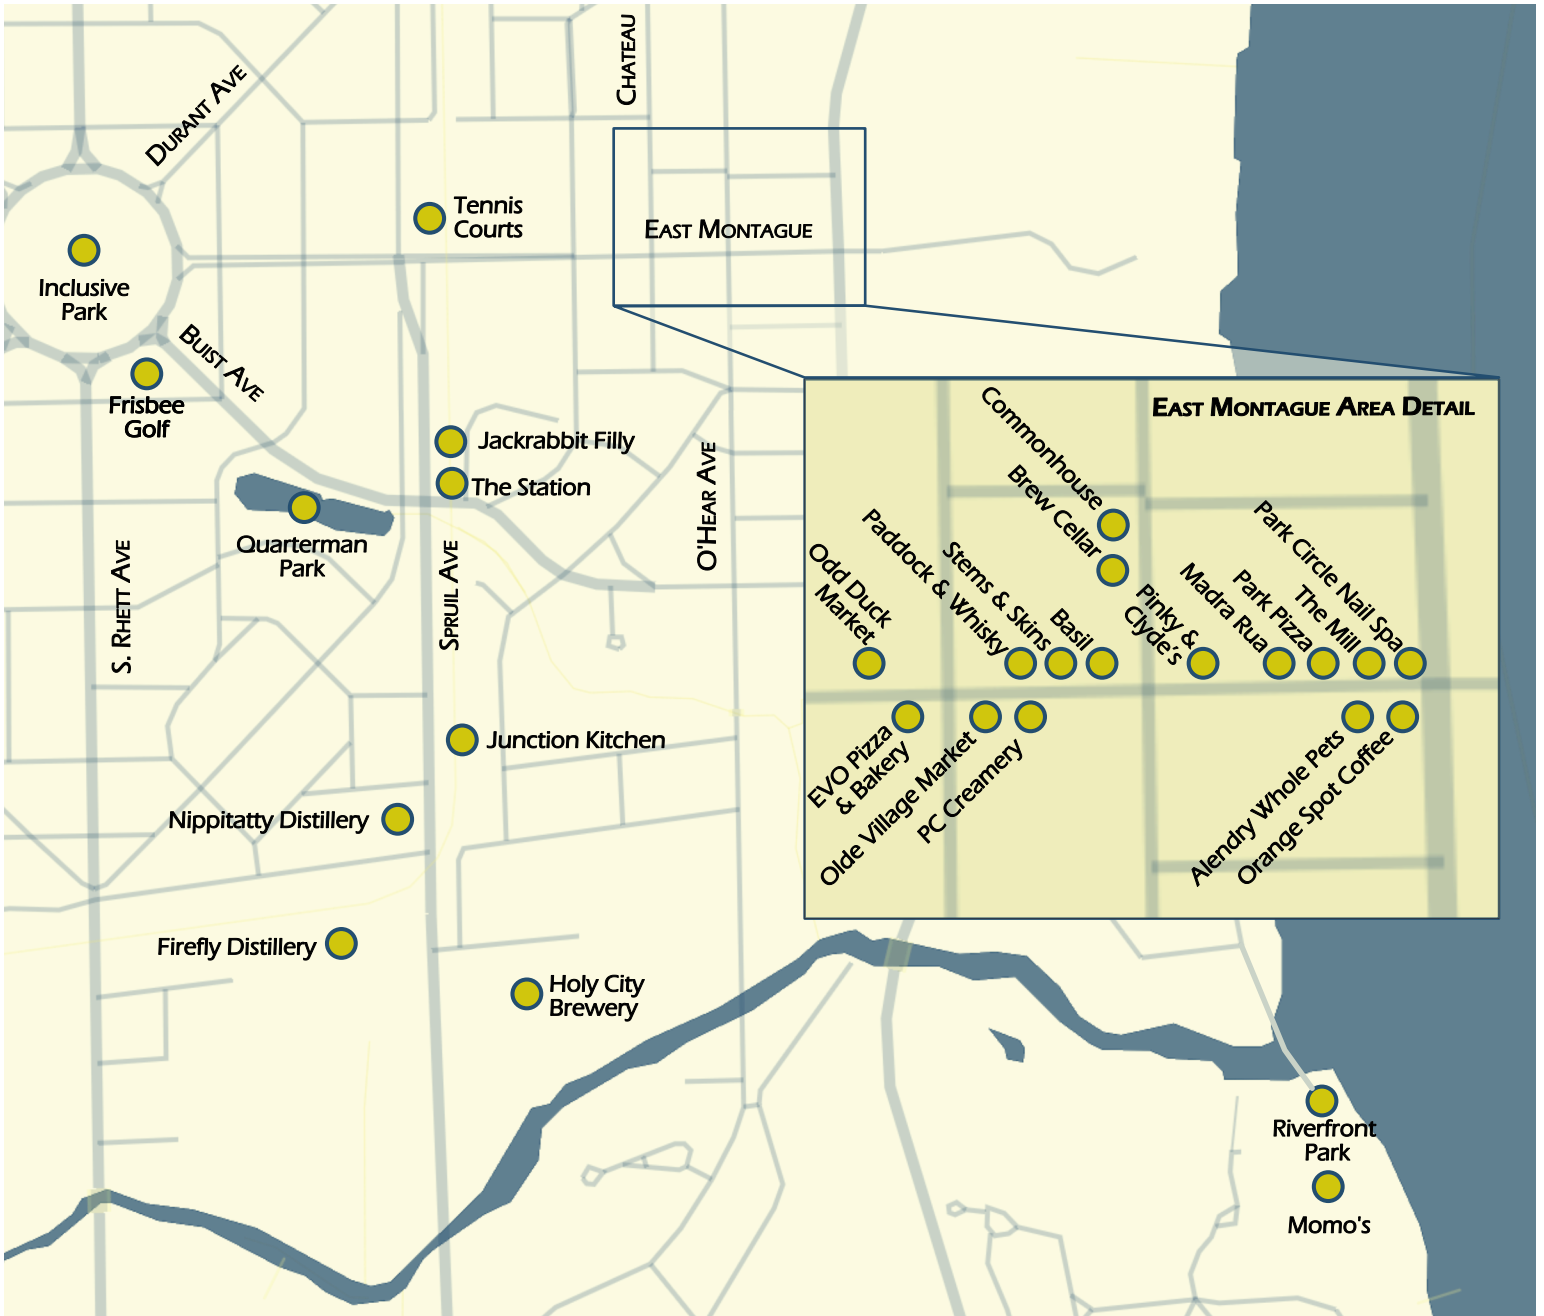 CHATEAU
DURANT AVE
Tennis
Courts
EAST MONTAGUE
Inclusive
Park
BUIST AVE
Frisbee
Golf
Jackrabbit Filly
The Station
Quarterman
Park
S. RHETT AVE
SPRUIL AVE
O'HEAR AVE
Junction Kitchen
Nippitatty Distillery
Firefly Distillery
Holy City
Brewery
EAST MONTAGUE AREA DETAIL
Commonhouse
Brew Cellar
Odd Duck
Market
Paddock & Whisky
Stems & Skins
Basil
Pinky &
Clyde's
Madra Rua
Park Pizza
The Mill
Park Circle Nail Spa
EVO Pizza
& Bakery
Olde Village Market
PC Creamery
Alendry Whole Pets
Orange Spot Coffee
Riverfront
Park
Momo's